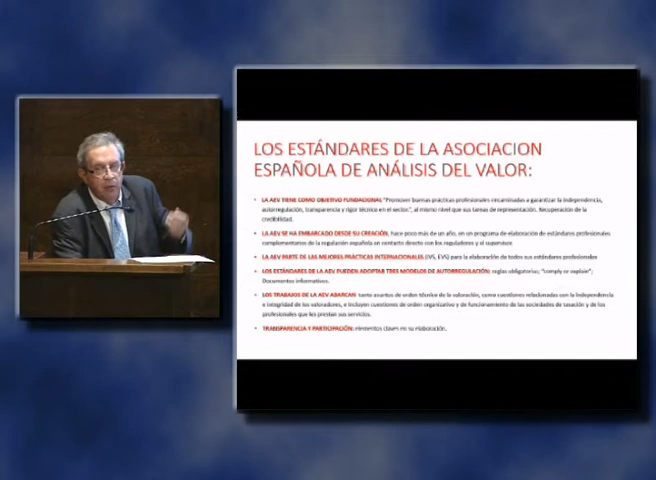 LOS ESTÁNDARES DE LA ASOCIACION
ESPAÑOLA DE ANÁLISIS DEL VALOR:
• LA AEV TIENE COMO OBJETIVO FUNDACIONAL "Promover buenas prácticas profesionales encaminadas a garantizar la independencia,
autorregulación, transparencia y rigor técnico en el sector.", al mismo nivel que sus tareas de representación. Recuperación de la
credibilidad.
• LA AEV SE HA EMBARCADO DESDE SU CREACIÓN, hace poco más de un año, en un programa de elaboración de estándares profesionales
complementarios de la regulación española en contacto directo con los reguladores y el supervisor
• LA AEV PARTE DE LAS MEJORES PRÁCTICAS INTERNACIONALES (IVS, EVS) para la elaboración de todos sus estándares profesionales
• LOS ESTÁNDARES DE LA AEV PUEDEN ADOPTAR TRES MODELOS DE AUTORREGULACIÓN: reglas obligatorias; "comply or explain";
Documentos informativos.
• LOS TRABAJOS DE LA AEV ABARCAN tanto asuntos de orden técnico de la valoración, como cuestiones relacionadas con la independencia
e integridad de los valoradores, e incluyen cuestiones de orden organizativo y de funcionamiento de las sociedades de tasación y de los
profesionales que les prestan sus servicios.
• TRANSPARENCIA Y PARTICIPACIÓN: elementos claves en su elaboración.